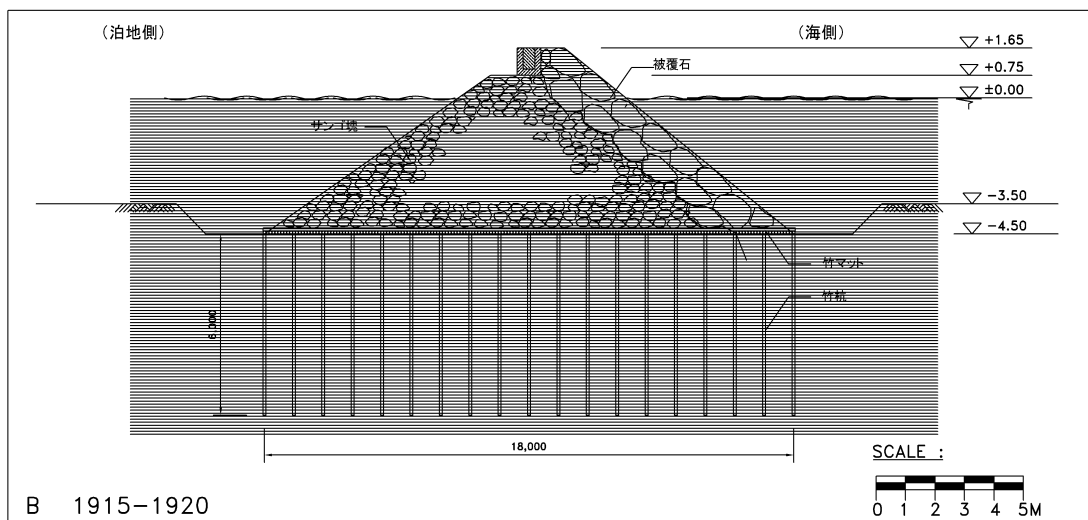 (泊地側)
(海側)
+1.65
被覆石
+0.75
±0.00
サンゴ塊
-3.50
-4.50
竹マット
竹杭
6,000
18,000
SCALE :
0 1 2 3 4 5M
B 1915-1920